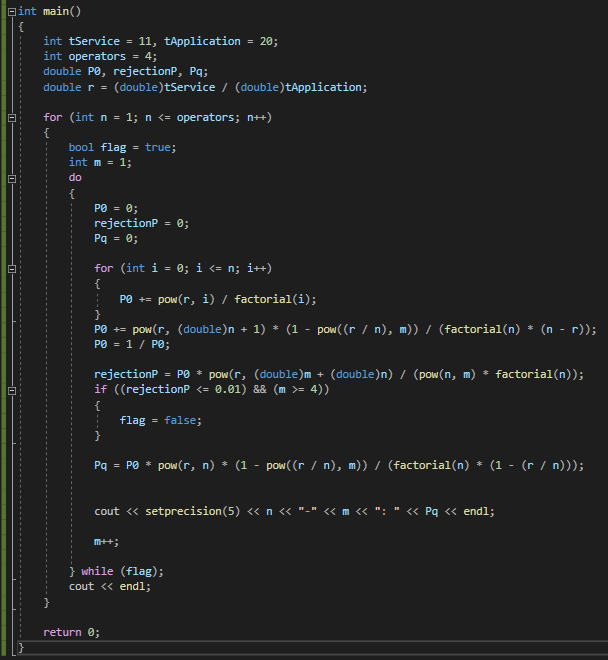 int main()
{
    int tService = 11, tApplication = 20;
    int operators = 4;
    double P0, rejectionP, Pq;
    double r = (double)tService / (double)tApplication;

    for (int n = 1; n <= operators; n++)
    {
        bool flag = true;
        int m = 1;
        do
        {
            P0 = 0;
            rejectionP = 0;
            Pq = 0;

            for (int i = 0; i <= n; i++)
            {
                P0 += pow(r, i) / factorial(i);
            }
            P0 += pow(r, (double)n + 1) * (1 - pow((r / n), m)) / (factorial(n) * (n - r));
            P0 = 1 / P0;

            rejectionP = P0 * pow(r, (double)m + (double)n) / (pow(n, m) * factorial(n));
            if ((rejectionP <= 0.01) && (m >= 4))
            {
                flag = false;
            }

            Pq = P0 * pow(r, n) * (1 - pow((r / n), m)) / (factorial(n) * (1 - (r / n)));


            cout << setprecision(5) << n << "-" << m << ": " << Pq << endl;

            m++;

        } while (flag);
        cout << endl;
    }

    return 0;
}